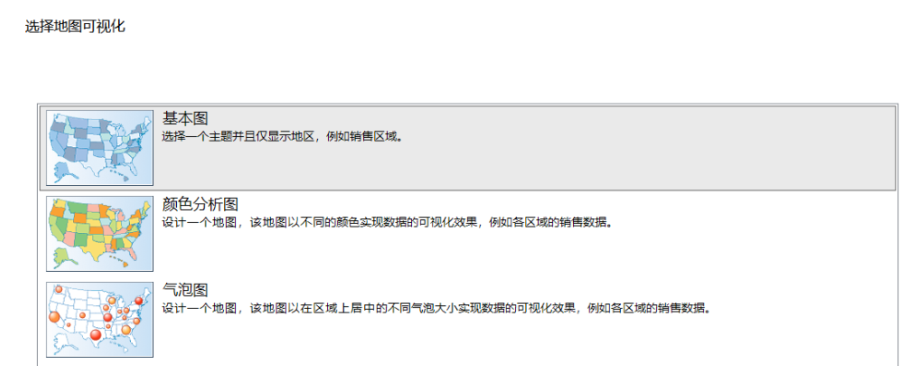 选择地图可视化
基本图
选择一个主题并且仅显示地区，例如销售区域。
颜色分析图
设计一个地图，该地图以不同的颜色实现数据的可视化效果，例如各区域的销售数据。
气泡图
设计一个地图，该地图以在区域上居中的不同气泡大小实现数据的可视化效果，例如各区域的销售数据。